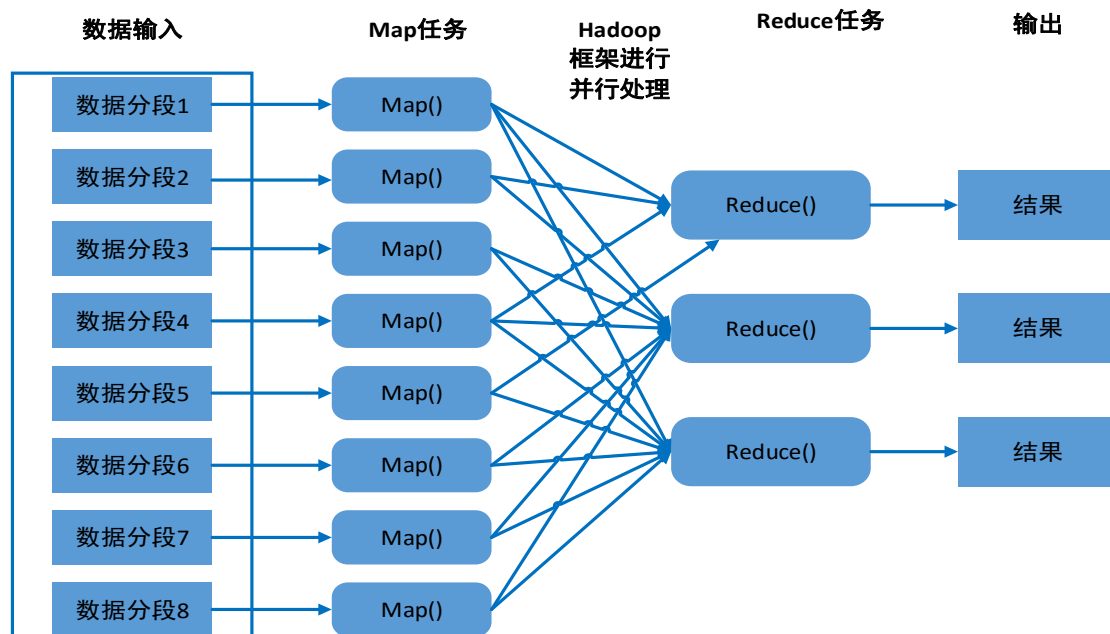 数据输入
Map任务
Hadoop
框架进行
并行处理
Reduce任务
输出
数据分段1
Map()
数据分段2
Map()
Reduce()
结果
数据分段3
Map()
数据分段4
Map()
Reduce()
结果
数据分段5
Map()
数据分段6
Map()
Reduce()
结果
数据分段7
Map()
数据分段8
Map()